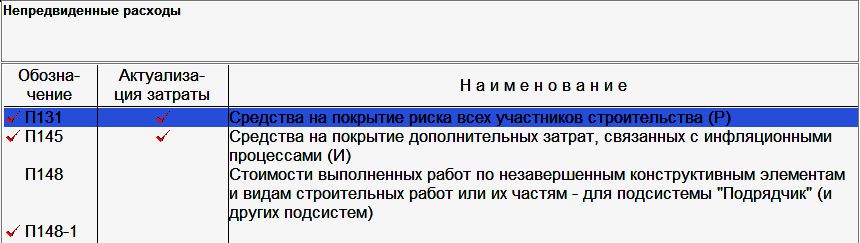 Непредвиденные расходы
Обозна- Актуализа- Н а и м е н о в а н и е
чение ция затраты
П131 Средства на покрытие риска всех участников строительства (Р)
П145 Средства на покрытие дополнительных затрат, связанных с инфляционными
процессами (И)
П148 Стоимости выполненных работ по незавершенным конструктивным элементам
и видам строительных работ или их частям - для подсистемы "Подрядчик" (и
других подсистем)
П148-1